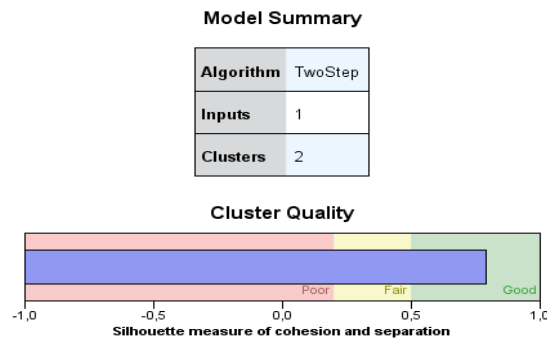 Model Summary
Algorithm TwoStep
Inputs 1
Clusters 2
Cluster Quality
Poor Fair Good
-1,0 -0,5 0,0 0,5 1,0
Silhouette measure of cohesion and separation